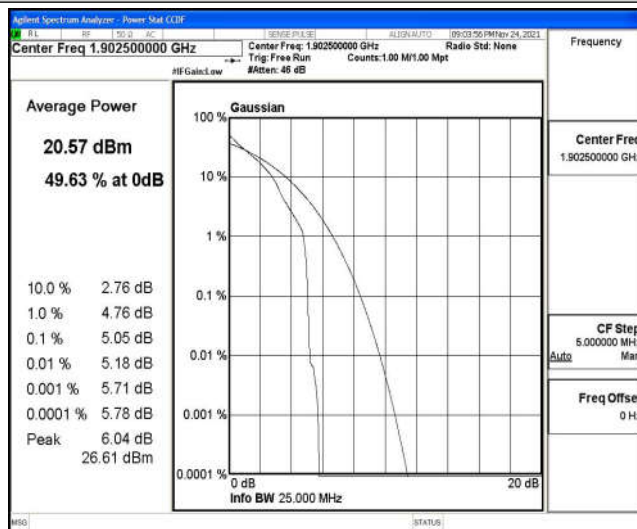 Agilent Spectrum Analyzer - Power Stat CCDF
RL RF 50 Ω AC SENSE:PULSE ALIGN AUTO 09:03:56 PM Nov 24, 2021
Center Freq 1.902500000 GHz
Center Freq: 1.902500000 GHz Radio Std: None
Trig: Free Run Counts:1.00 M/1.00 Mpt
#IFGain:Low #Atten: 46 dB
Frequency
Average Power
20.57 dBm
49.63 % at 0dB
10.0 % 2.76 dB
1.0 % 4.76 dB
0.1 % 5.05 dB
0.01 % 5.18 dB
0.001 % 5.71 dB
0.0001 % 5.78 dB
Peak 6.04 dB
26.61 dBm
Gaussian
100 %
10 %
1 %
0.1 %
0.01 %
0.001 %
0.0001 %
0 dB 20 dB
Info BW 25.000 MHz
Center Freq
1.902500000 GHz
CF Step
5.000000 MHz
Auto Man
Freq Offset
0 Hz
MSG STATUS